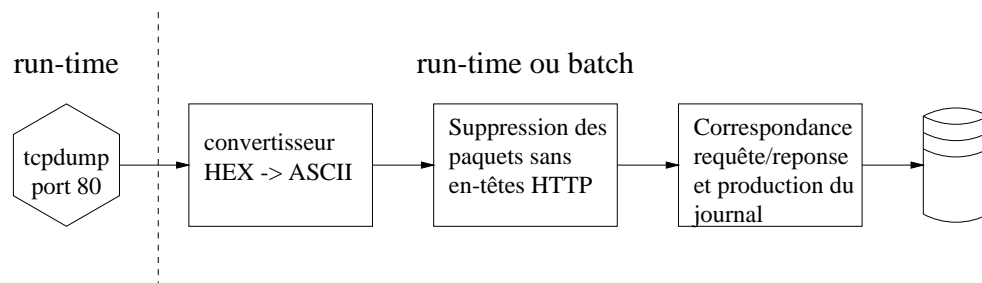 run-time
run-time ou batch
tcpdump
port 80
convertisseur
HEX -> ASCII
Suppression des
paquets sans
en-têtes HTTP
Correspondance
requête/reponse
et production du
journal